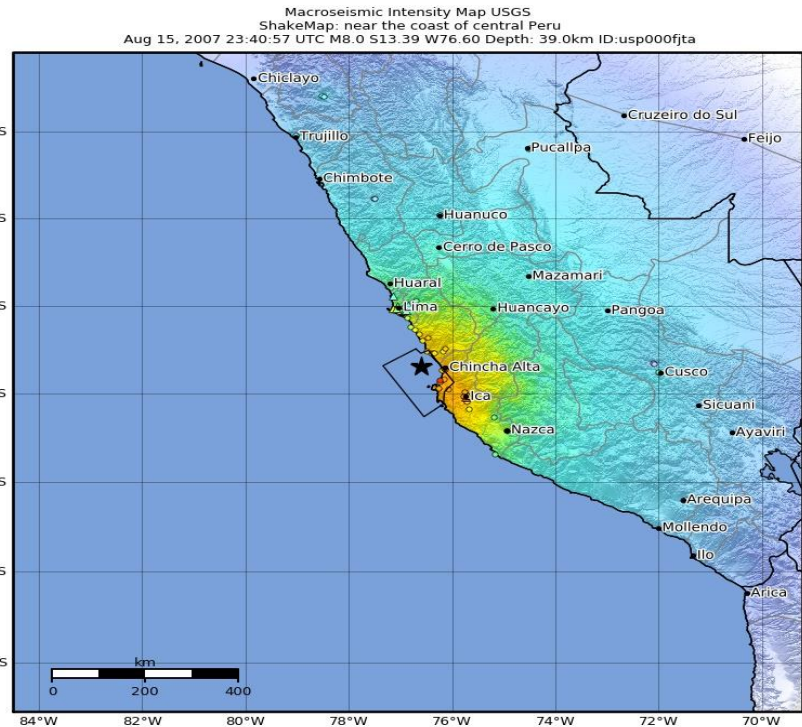 Macroseismic Intensity Map USGS
ShakeMap: near the coast of central Peru
Aug 15, 2007 23:40:57 UTC M8.0 S13.39 W76.60 Depth: 39.0km ID:usp000fjta
Chiclayo
Cruzeiro do Sul
S
Trujillo
Feijo
Pucallpa
Chimbote
S
Huanuco
Cerro de Pasco
Mazamari
Huaral
S
Lima
Huancayo
Pangoa
Chincha Alta
Cusco
S
Ica
Sicuani
Nazca
Ayaviri
S
Arequipa
Mollendo
Ilo
S
Arica
km
S
0
200
400
84°W
82°W
80°W
78°W
76°W
74°W
72°W
70°W